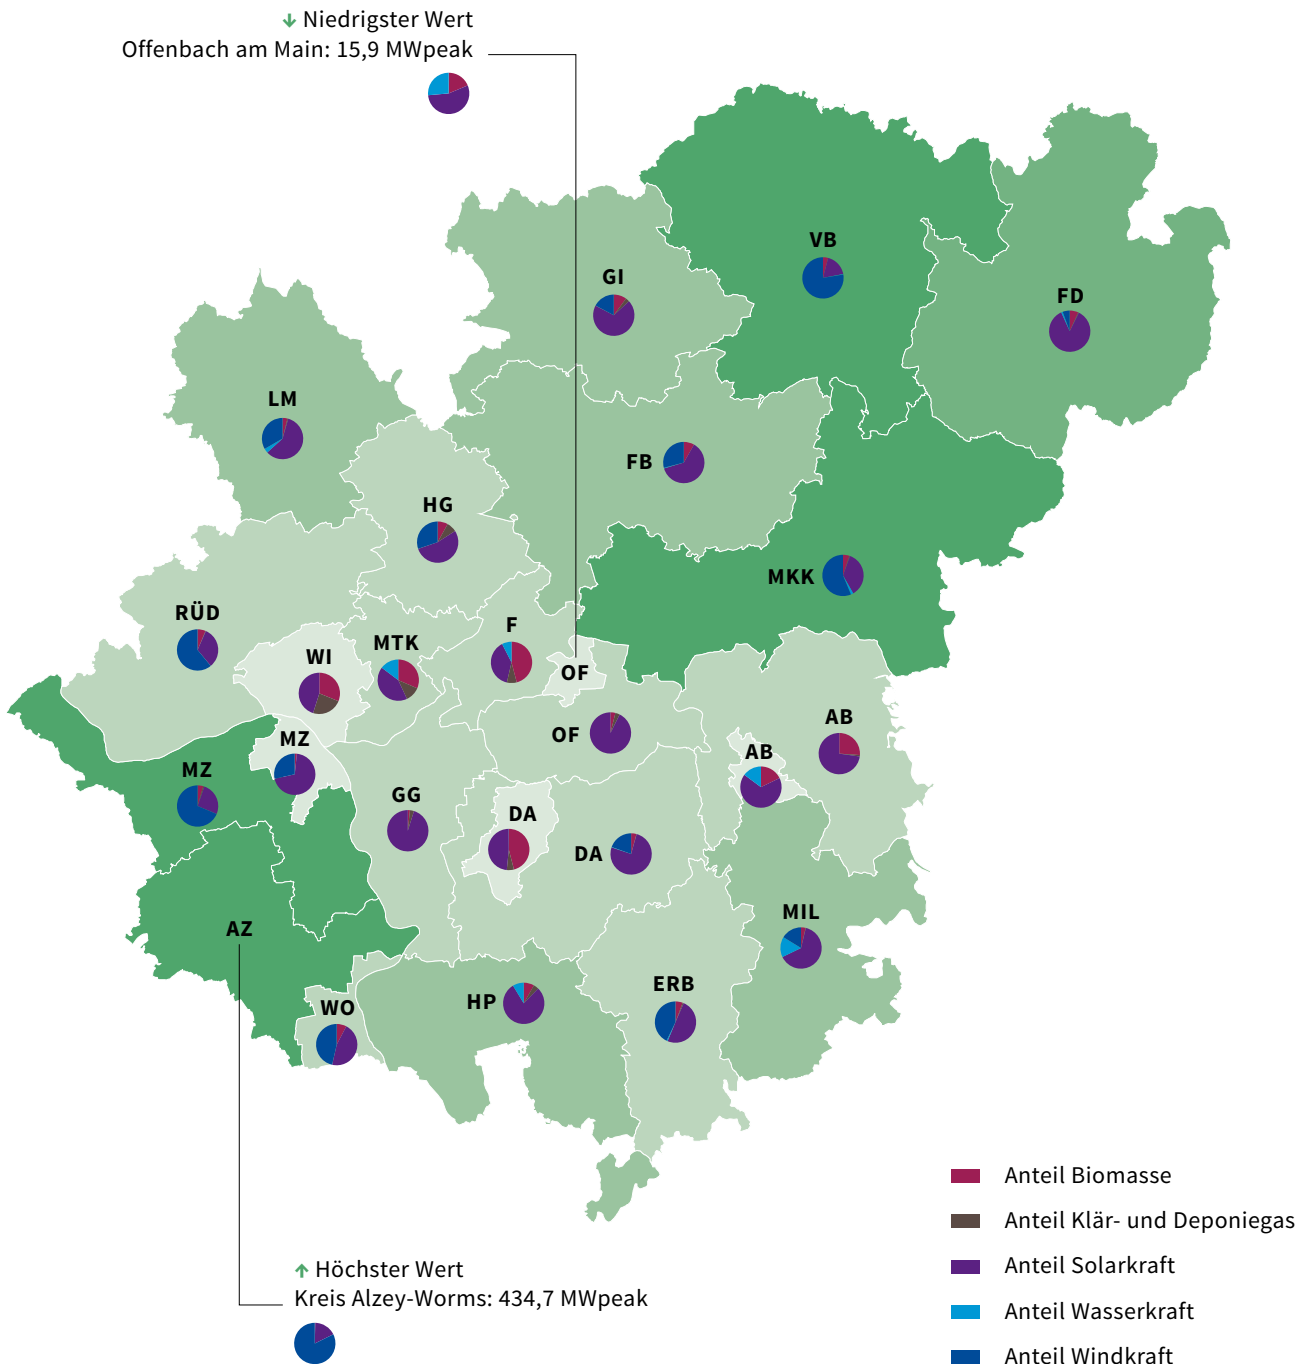 ↓ Niedrigster Wert
Offenbach am Main: 15,9 MWpeak
VB
GI
FD
LM
FB
HG
MKK
RÜD
F
MTK
WI
OF
AB
OF
MZ
AB
MZ
GG
DA
DA
MIL
AZ
ERB
HP
WO
Anteil Biomasse
Anteil Klär- und Deponiegas
Anteil Solarkraft
Anteil Wasserkraft
Anteil Windkraft
↑ Höchster Wert
Kreis Alzey-Worms: 434,7 MWpeak